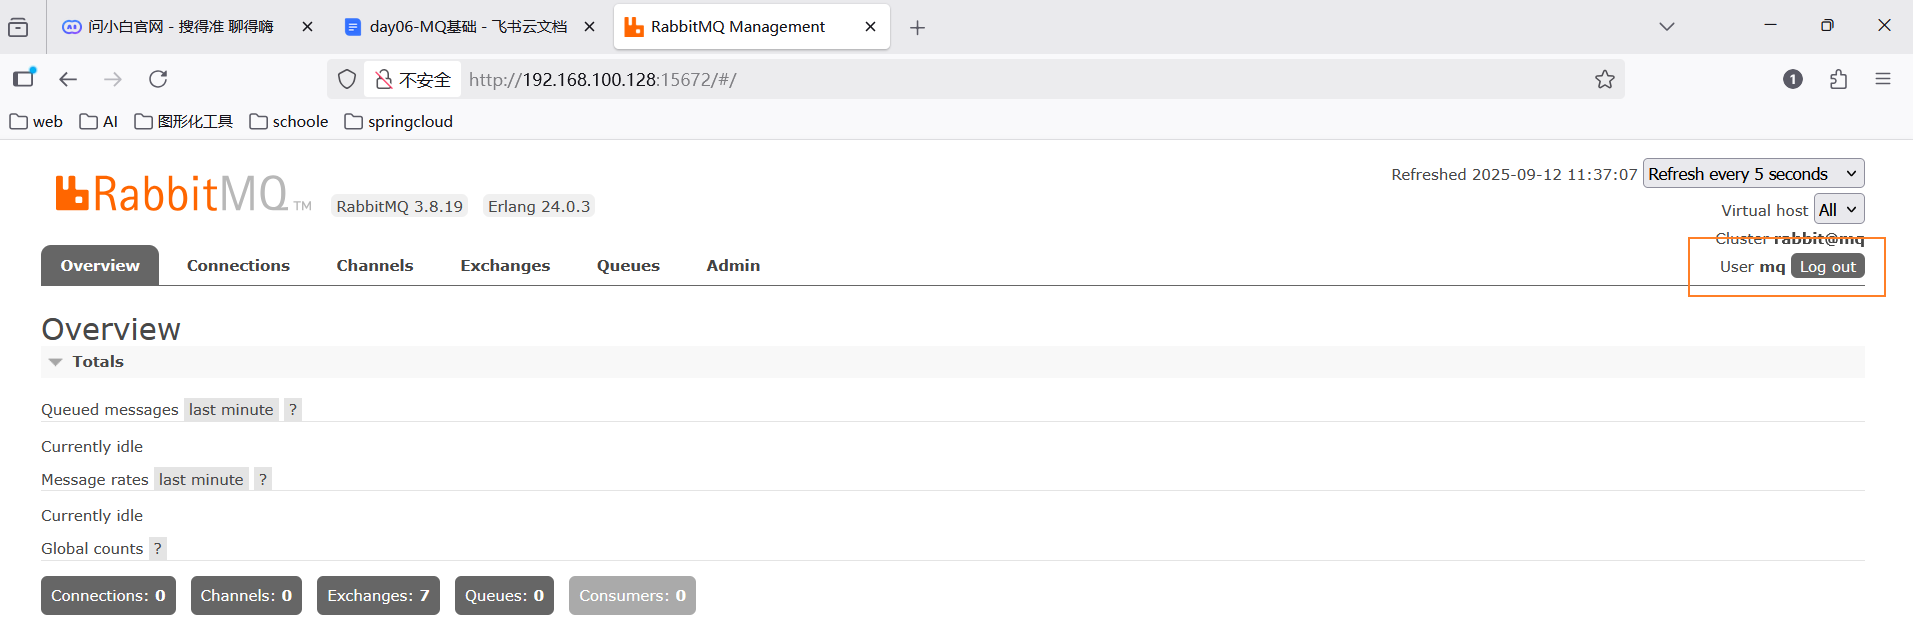 问小白官网 - 搜得准 聊得嗨
day06-MQ基础 - 飞书云文档
RabbitMQ Management
不安全 http://192.168.100.128:15672/#/
1
web AI 图形化工具 schoole springcloud
RabbitMQ TM RabbitMQ 3.8.19 Erlang 24.0.3
Refreshed 2025-09-12 11:37:07 Refresh every 5 seconds
Virtual host All
Cluster rabbit@mq
User mq Log out
Overview Connections Channels Exchanges Queues Admin
Overview
Totals
Queued messages last minute ?
Currently idle
Message rates last minute ?
Currently idle
Global counts ?
Connections: 0 Channels: 0 Exchanges: 7 Queues: 0 Consumers: 0